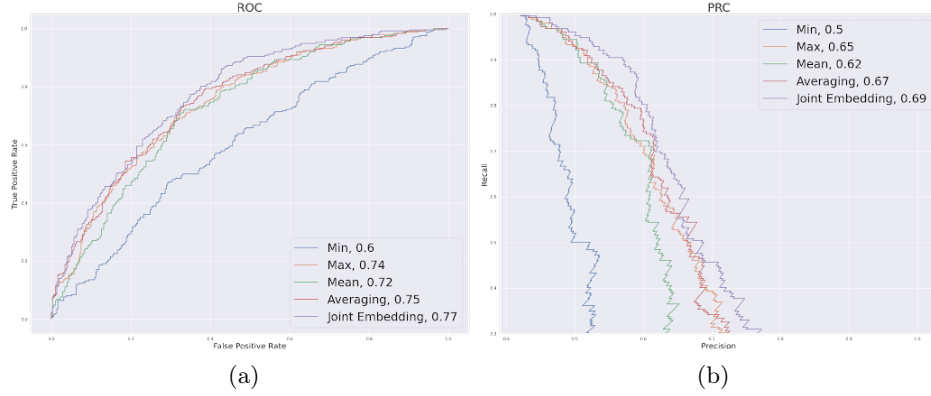 ROC
True Positive Rate
Min, 0.6
Max, 0.74
Mean, 0.72
Averaging, 0.75
Joint Embedding, 0.77
False Positive Rate
(a)
PRC
Recall
Min, 0.5
Max, 0.65
Mean, 0.62
Averaging, 0.67
Joint Embedding, 0.69
Precision
(b)